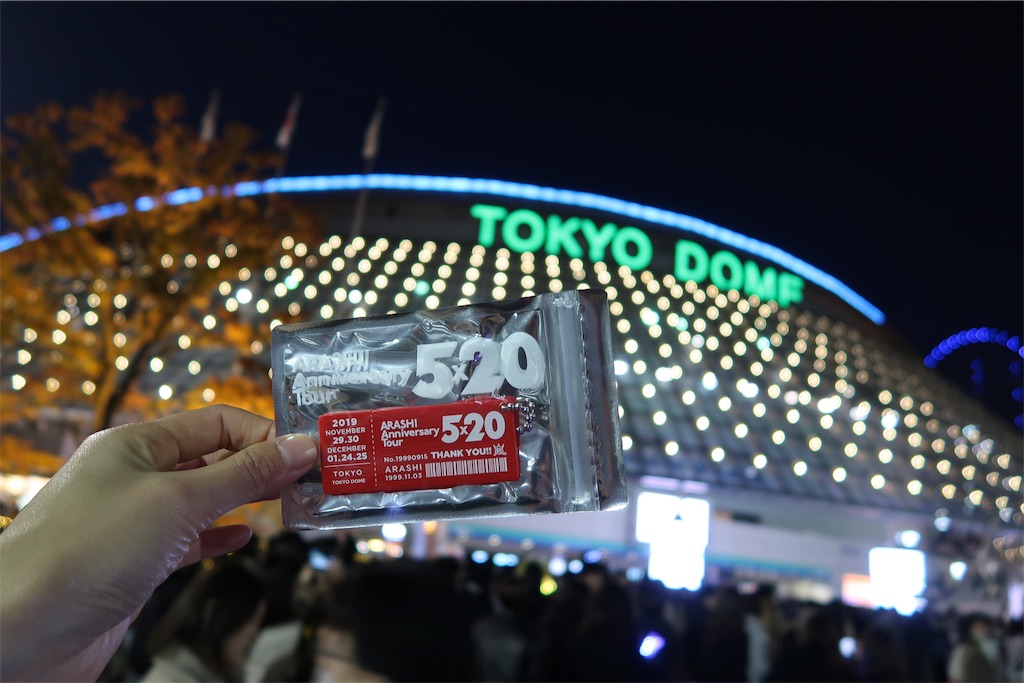 TOKYO DOME
ARASHI
Anniversary
Tour
5×20
2019
NOVEMBER
29.30
DECEMBER
01.24.25
TOKYO
TOKYO DOME
ARASHI
Anniversary
Tour
5×20
No.19990915 THANK YOU!!
ARASHI
1999.11.03